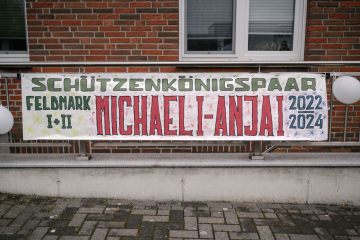 SCHÜTZENKÖNIGSPAAR
FELDMARK
I+II
MICHAEL I-ANJA I
2022
2024